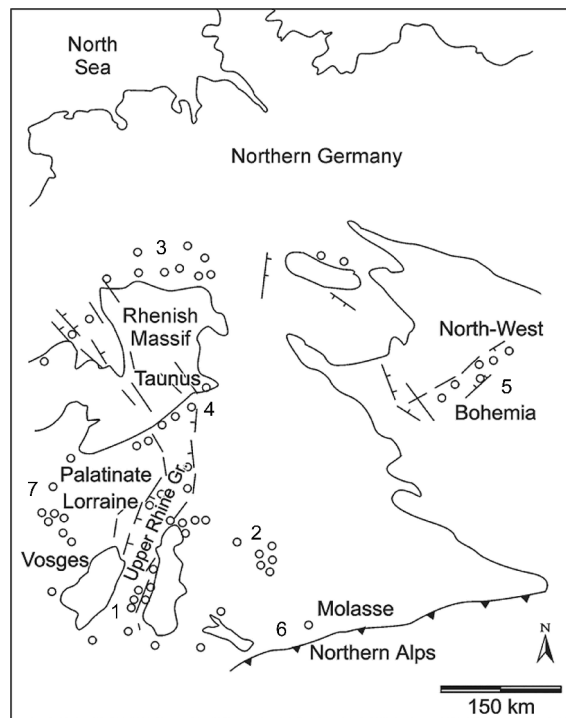 North
Sea
Northern Germany
3
Rhenish
Massif
North-West
Taunus
5
4
Bohemia
Palatinate
7
Lorraine
Upper Rhine Gr.
2
Vosges
1
Molasse
6
N
Northern Alps
150 km